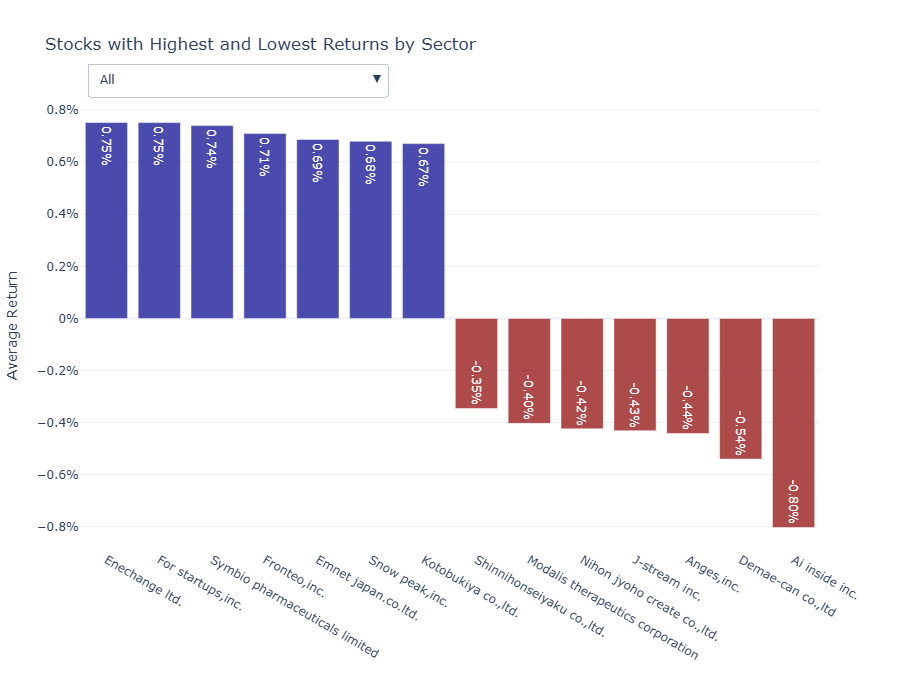 Stocks with Highest and Lowest Returns by Sector
All ▼
0.8%
0.6%
0.4%
0.2%
0%
−0.2%
−0.4%
−0.6%
−0.8%
Average Return
0.75%
0.75%
0.74%
0.71%
0.69%
0.68%
0.67%
-0.35%
-0.40%
-0.42%
-0.43%
-0.44%
-0.54%
-0.80%
Enechange ltd.
For startups,inc.
Symbio pharmaceuticals limited
Fronteo,inc.
Emnet japan.co.ltd.
Snow peak,inc.
Kotobukiya co.,ltd.
Shinnihonseiyaku co.,ltd.
Modalis therapeutics corporation
Nihon jyoho create co.,ltd.
J-stream inc.
Anges,inc.
Demae-can co.,ltd
Ai inside inc.